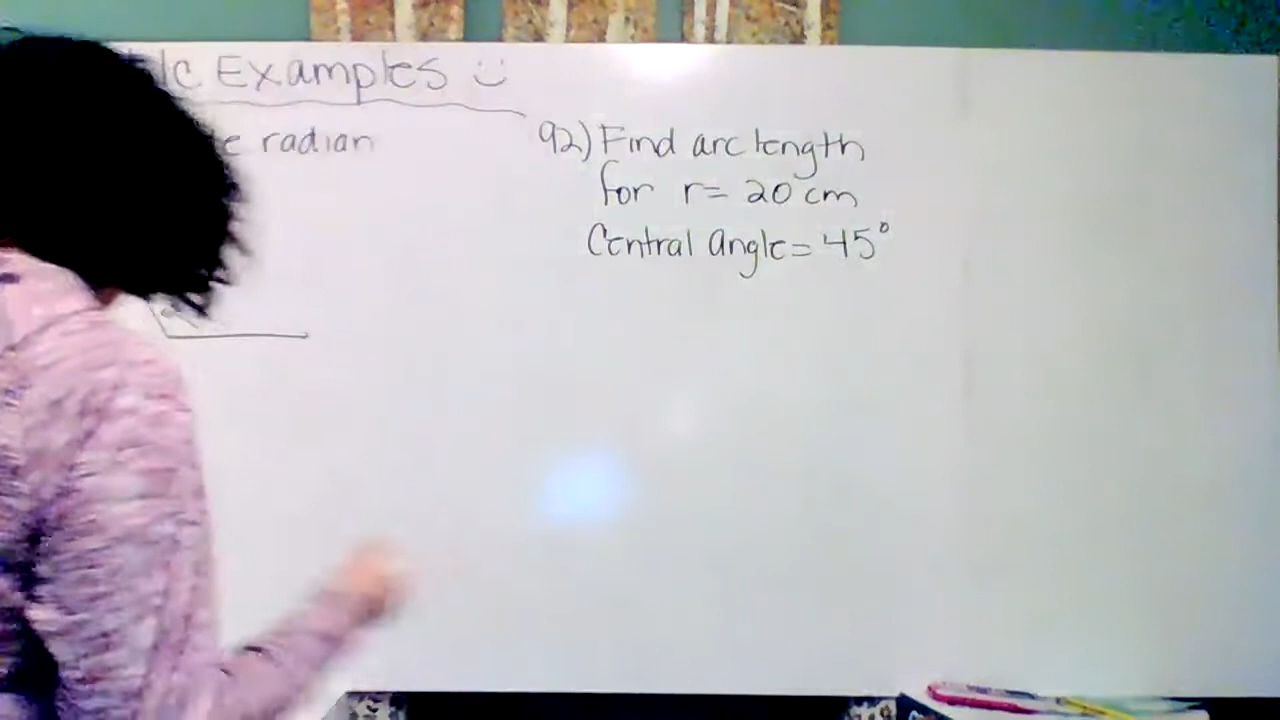 Examples :)
radian
92) Find arc length
for r = 20 cm
Central Angle = 45°